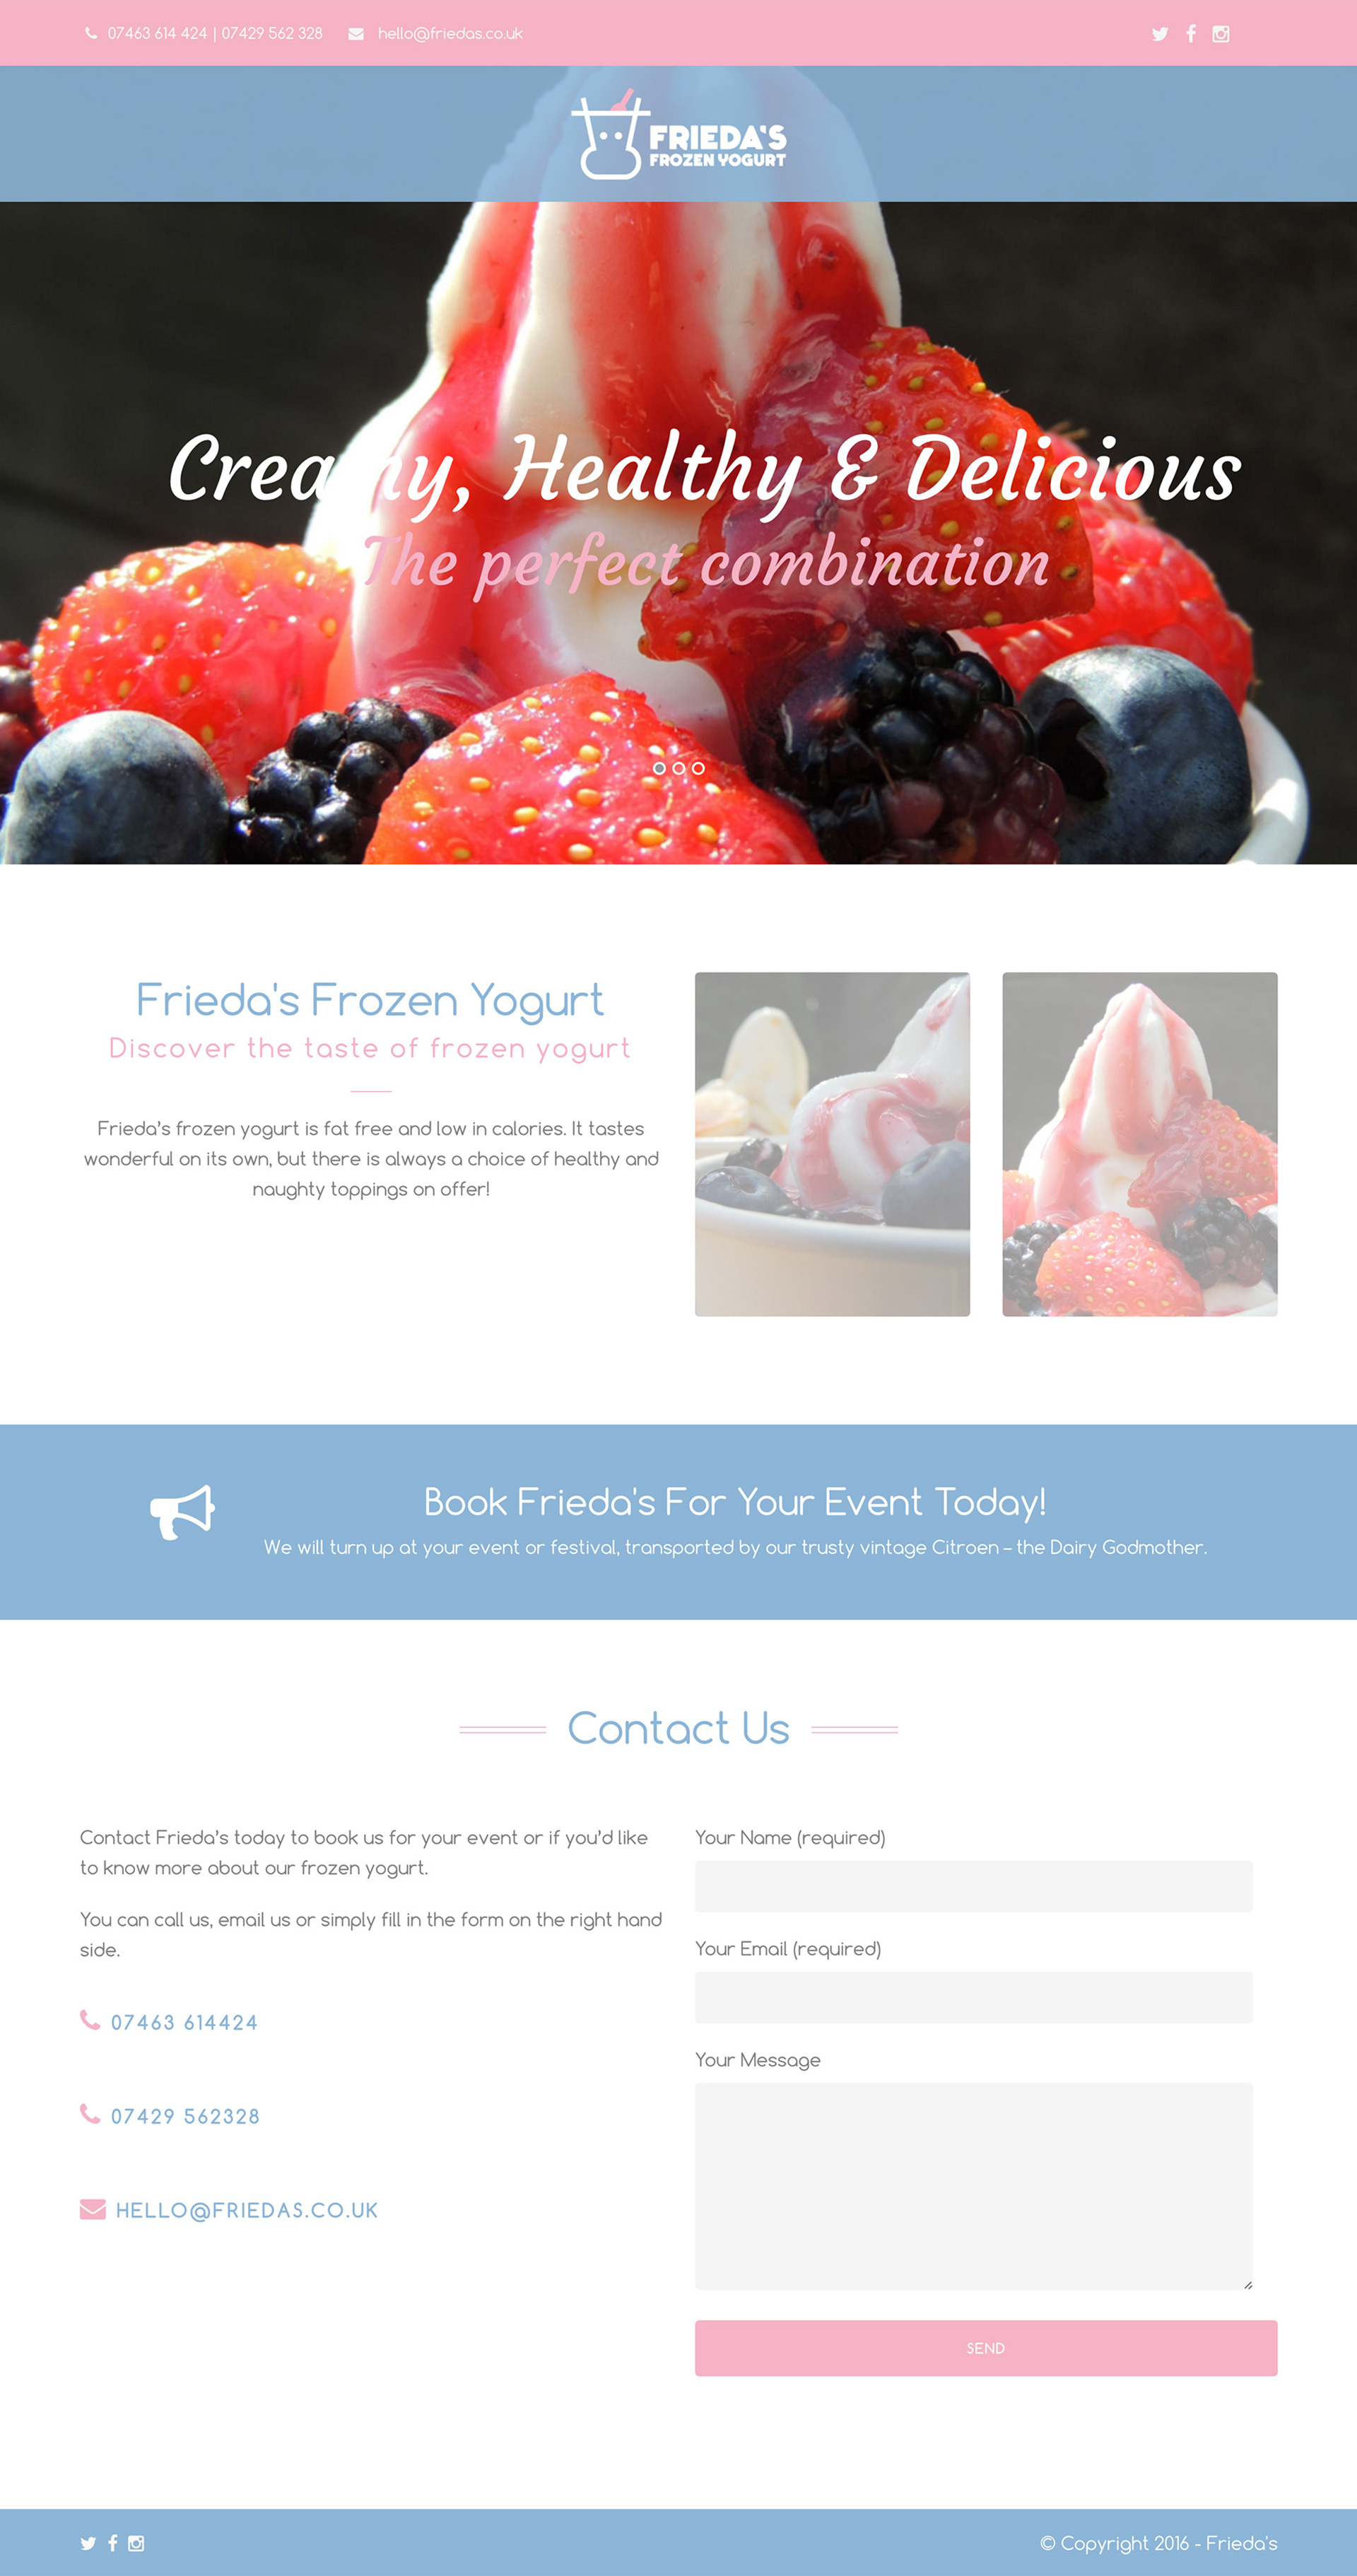 07463 614 424 | 07429 562 328 hello@friedas.co.uk
FRIEDA'S
FROZEN YOGURT
Creamy, Healthy & Delicious
The perfect combination
Frieda's Frozen Yogurt
Discover the taste of frozen yogurt
Frieda’s frozen yogurt is fat free and low in calories. It tastes
wonderful on its own, but there is always a choice of healthy and
naughty toppings on offer!
Book Frieda's For Your Event Today!
We will turn up at your event or festival, transported by our trusty vintage Citroen – the Dairy Godmother.
Contact Us
Contact Frieda’s today to book us for your event or if you’d like
to know more about our frozen yogurt.
You can call us, email us or simply fill in the form on the right hand
side.
07463 614424
07429 562328
HELLO@FRIEDAS.CO.UK
Your Name (required)
Your Email (required)
Your Message
SEND
© Copyright 2016 - Frieda's